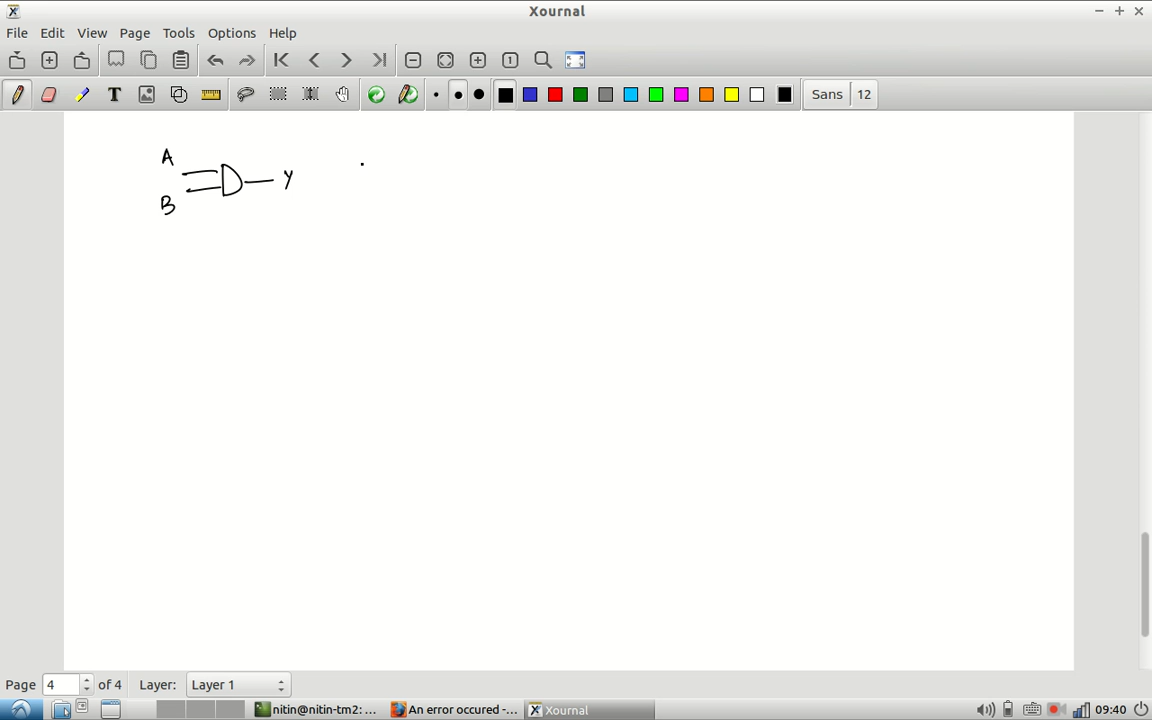 Xournal
File Edit View Page Tools Options Help
Sans 12
A
Y
B
Page 4 of 4 Layer: Layer 1
nitin@nitin-tm2: ... An error occured -... Xournal 09:40